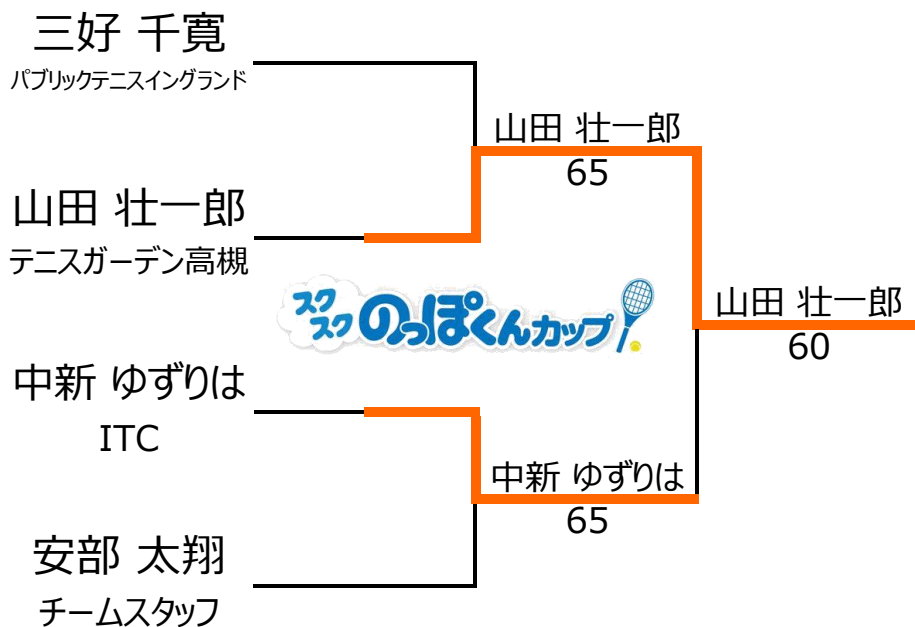 三好 千寛
パブリックテニスイングランド
山田 壮一郎
65
山田 壮一郎
テニスガーデン高槻
スクスク のっぽくんカップ
山田 壮一郎
60
中新 ゆずりは
ITC
中新 ゆずりは
65
安部 太翔
チームスタッフ